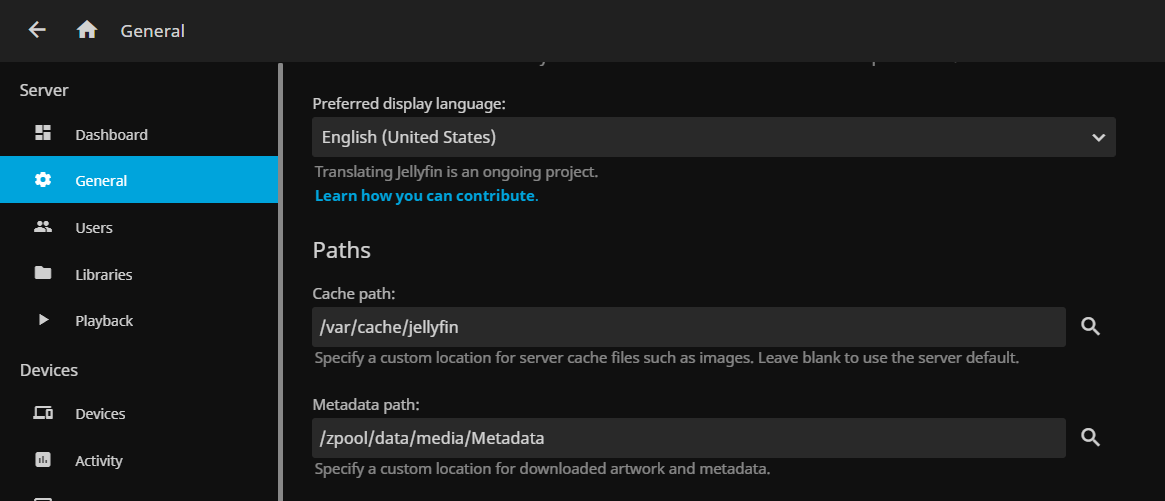 General
Server
Dashboard
General
Users
Libraries
Playback
Devices
Devices
Activity
Preferred display language:
English (United States)
Translating Jellyfin is an ongoing project.
Learn how you can contribute.
Paths
Cache path:
/var/cache/jellyfin
Specify a custom location for server cache files such as images. Leave blank to use the server default.
Metadata path:
/zpool/data/media/Metadata
Specify a custom location for downloaded artwork and metadata.